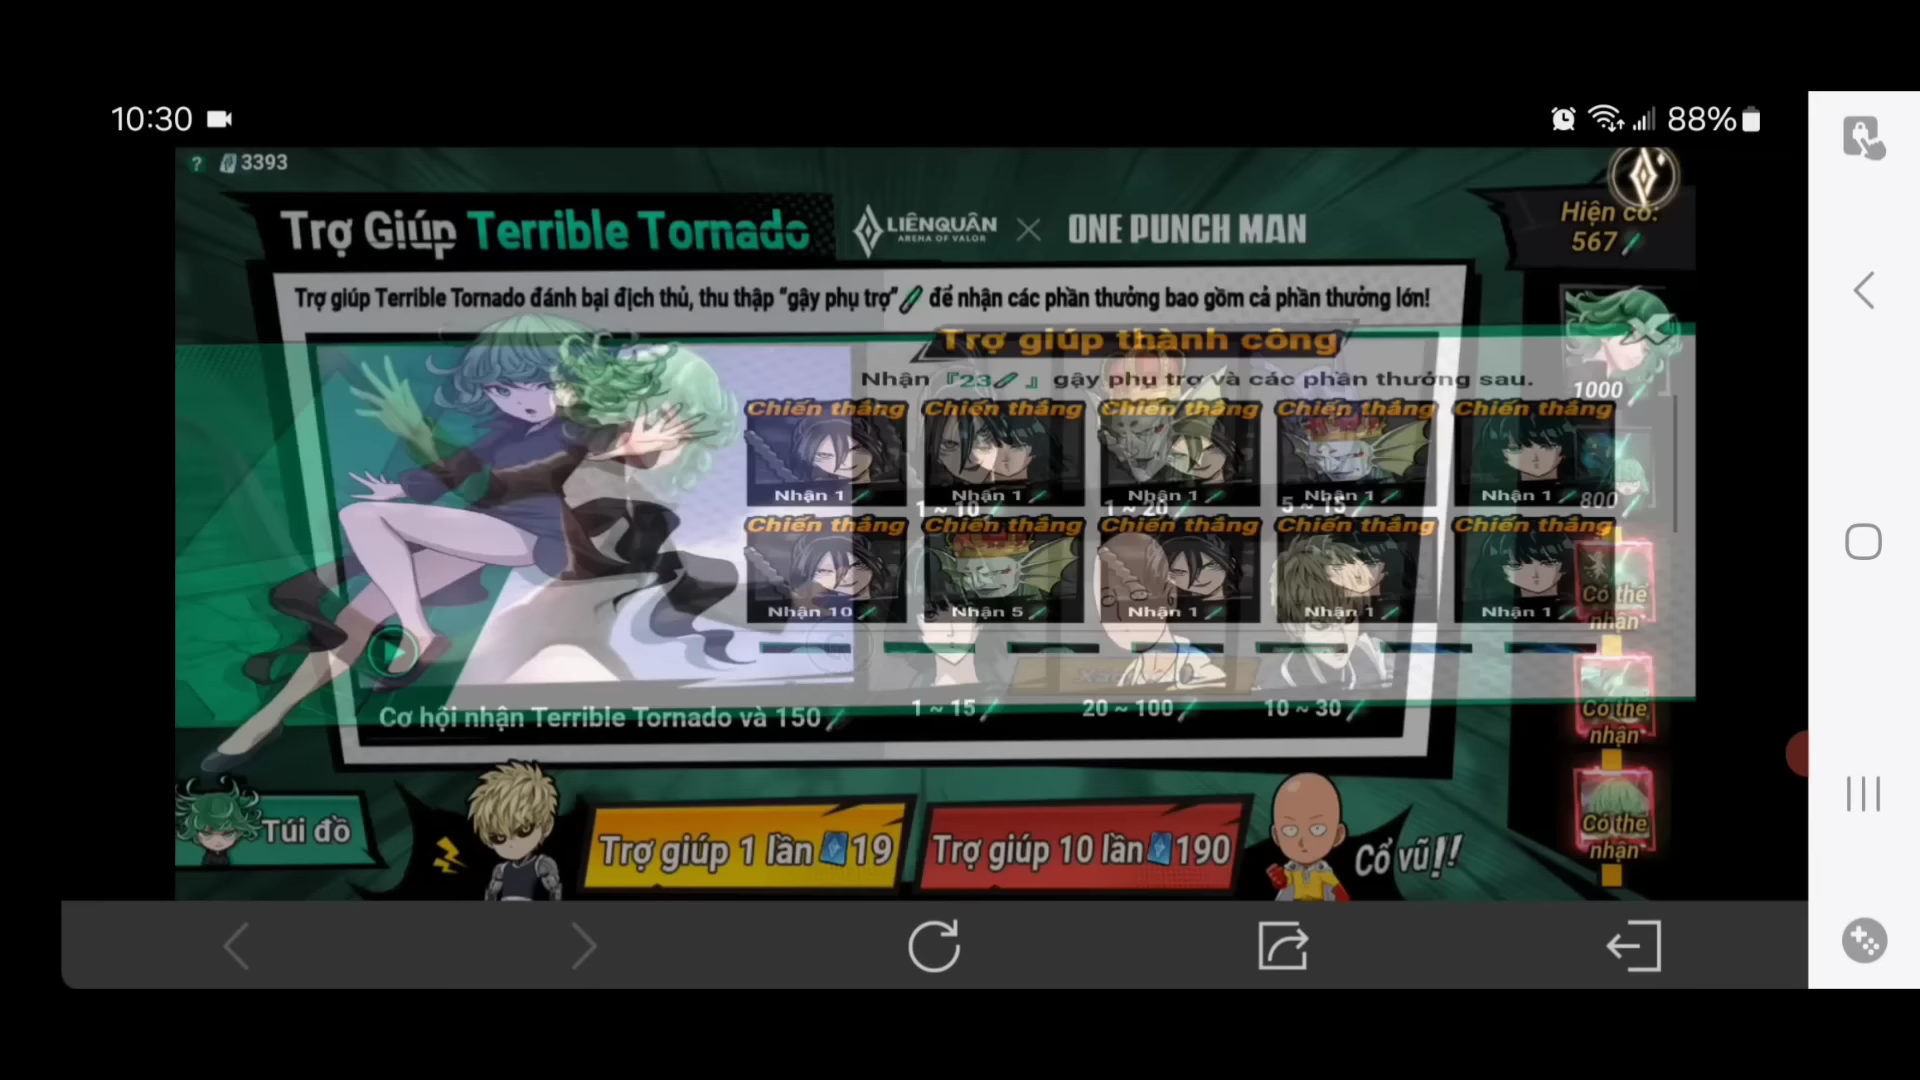 10:30
88%
? 3393
Trợ Giúp Terrible Tornado
LIÊNQUÂN
ARENA OF VALOR
ONE PUNCH MAN
Hiện có:
567
Trợ giúp Terrible Tornado đánh bại địch thủ, thu thập “gậy phụ trợ” để nhận các phần thưởng bao gồm cả phần thưởng lớn!
Trợ giúp thành công
Nhận 『23 』 gậy phụ trợ và các phần thưởng sau.
1000
Chiến thắng Chiến thắng Chiến thắng Chiến thắng Chiến thắng
Nhận 1 Nhận 1 Nhận 1 Nhận 1 Nhận 1
800
1 ~ 10 1 ~ 20 5 ~ 15
Chiến thắng Chiến thắng Chiến thắng Chiến thắng Chiến thắng
Nhận 10 Nhận 5 Nhận 1 Nhận 1 Nhận 1
Có thể
nhận
Có thể
nhận
Có thể
nhận
Cơ hội nhận Terrible Tornado và 150
1 ~ 15 20 ~ 100 10 ~ 30
Túi đồ
Trợ giúp 1 lần 19
Trợ giúp 10 lần 190
Cổ vũ!!